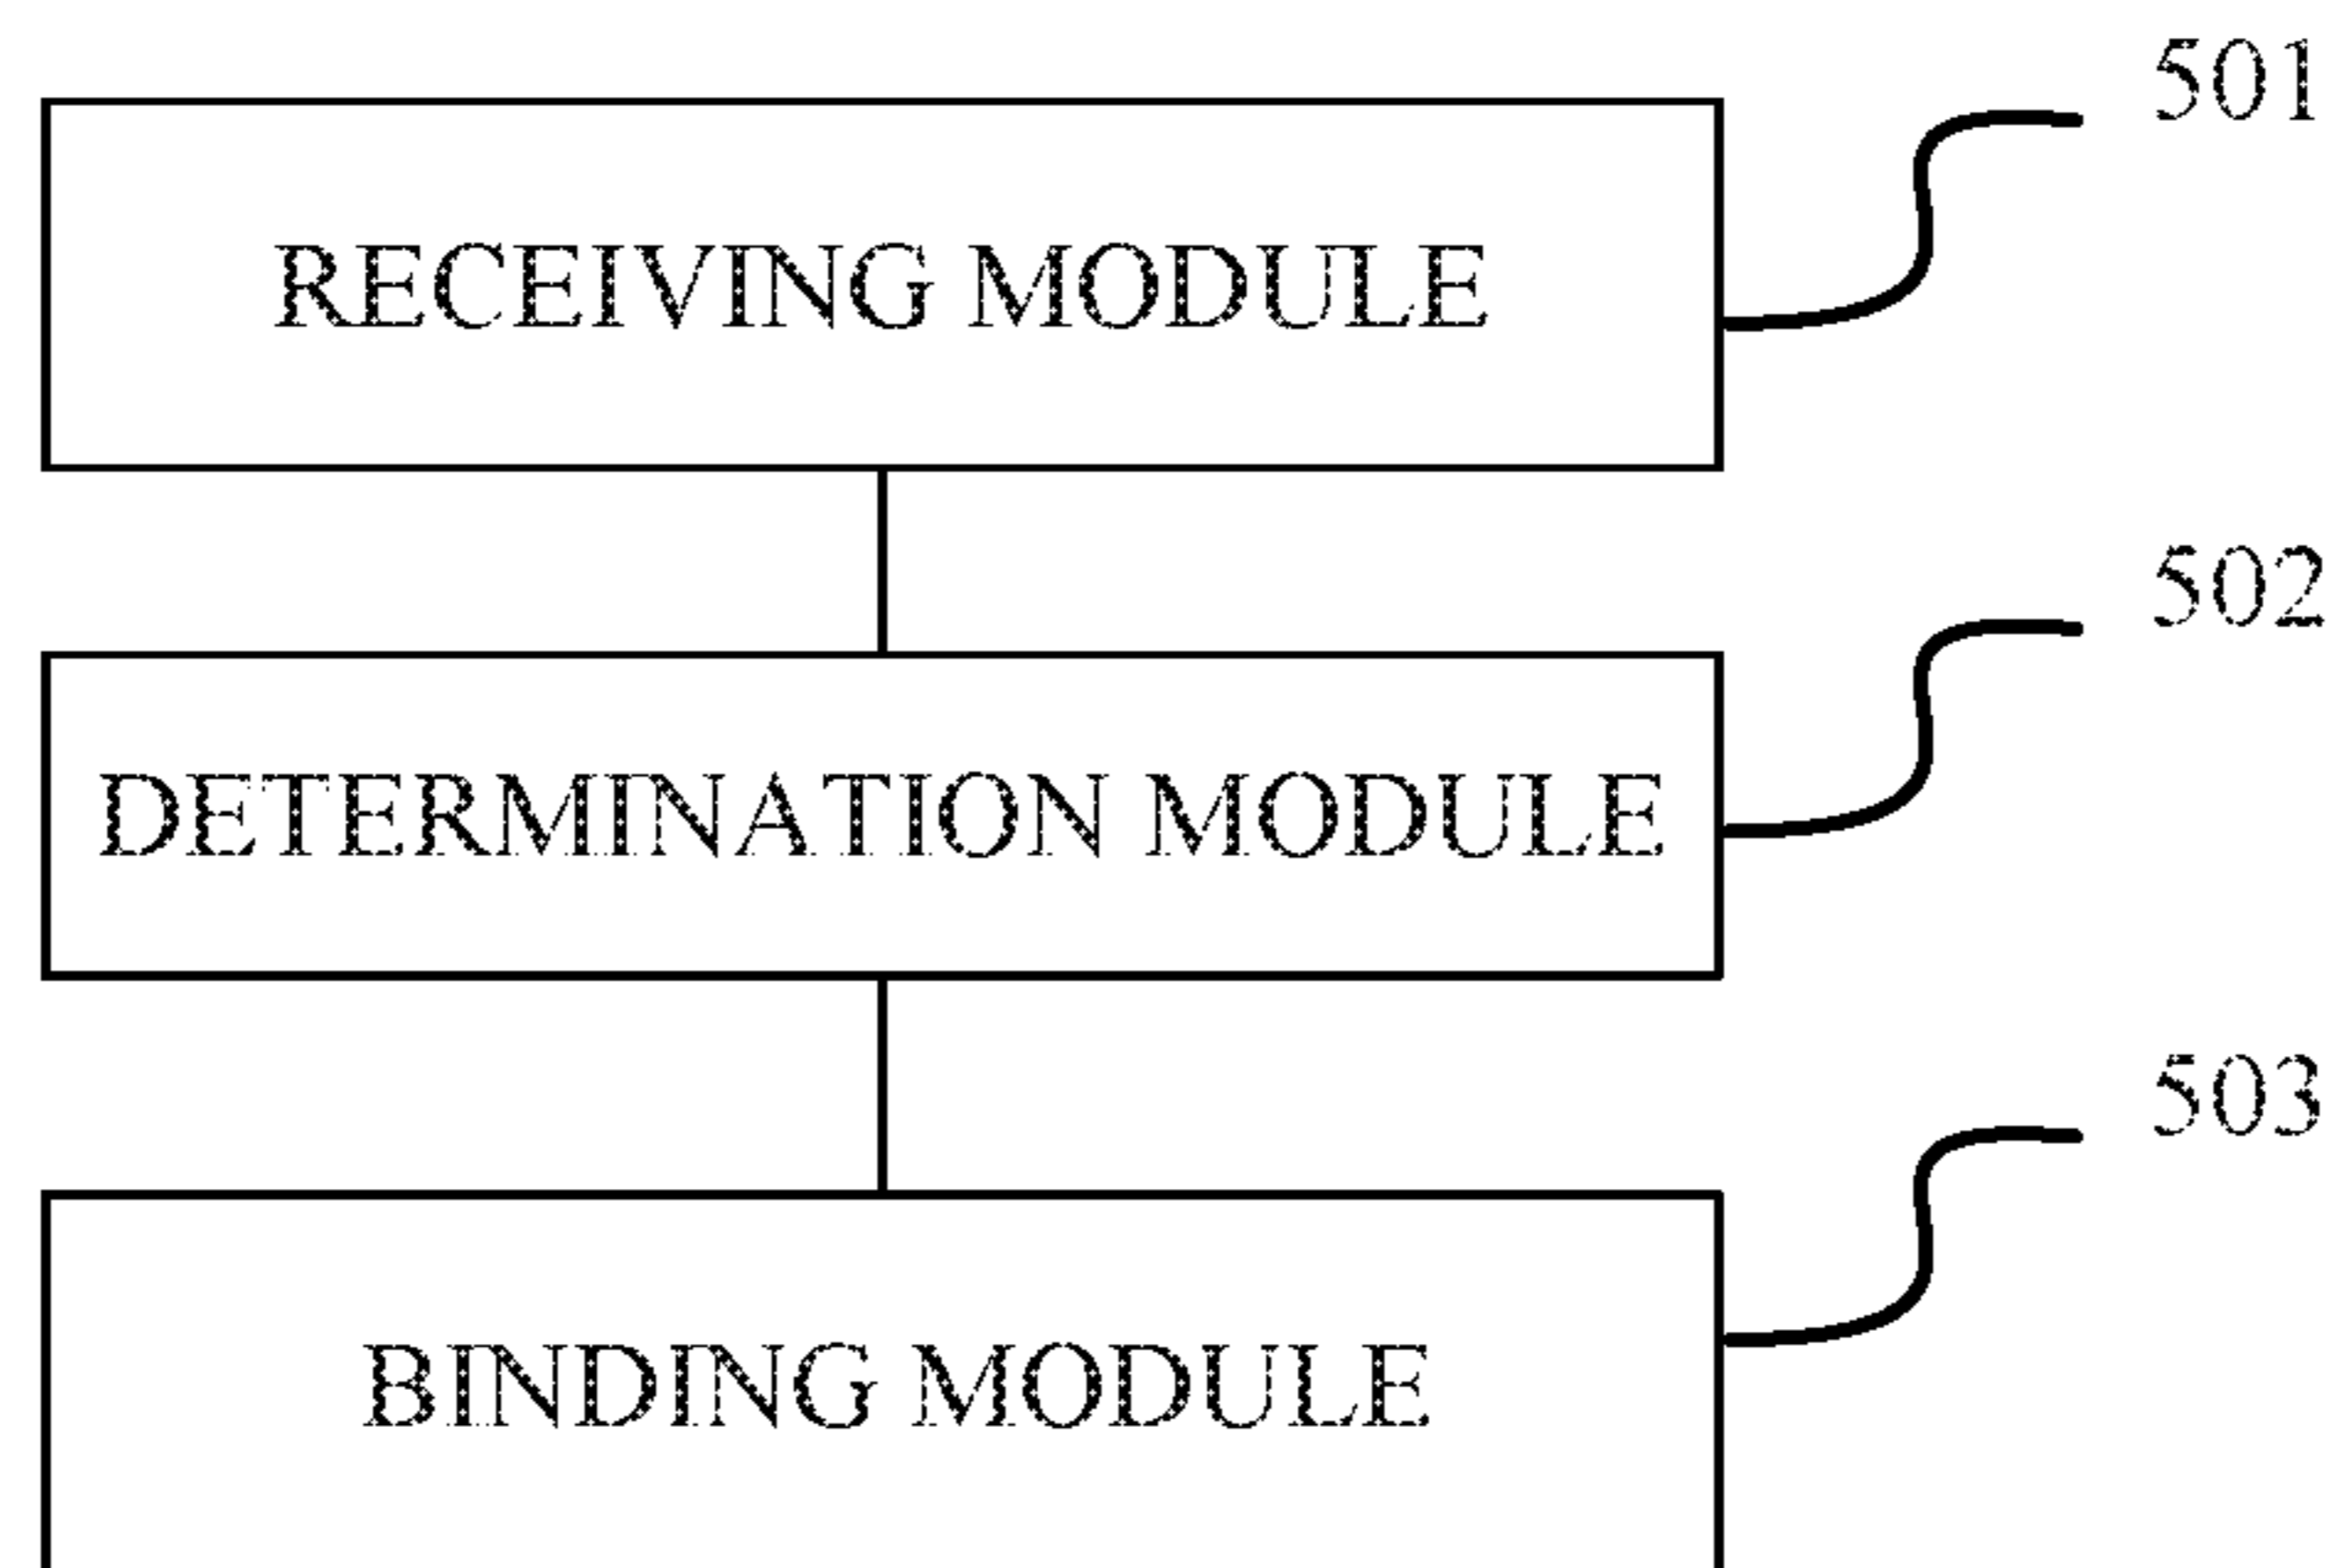 501
RECEIVING MODULE
502
DETERMINATION MODULE
503
BINDING MODULE